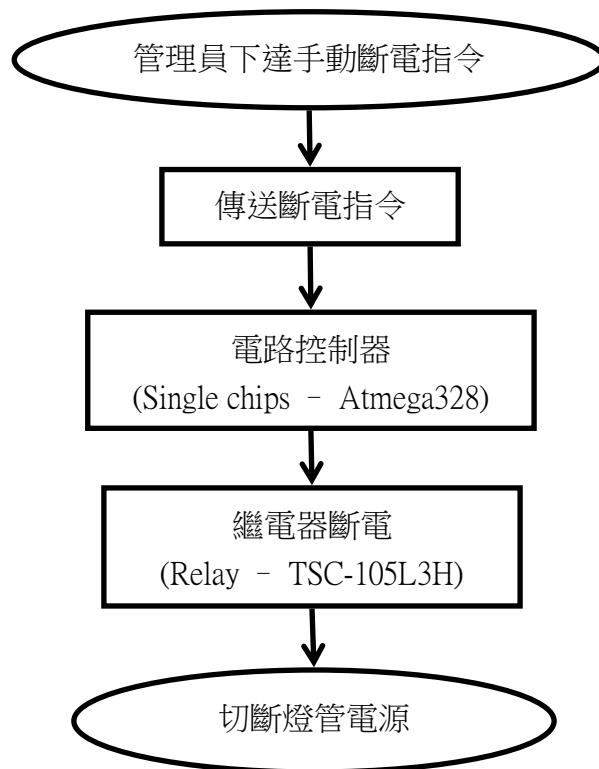 管理員下達手動斷電指令
傳送斷電指令
電路控制器
(Single chips － Atmega328)
繼電器斷電
(Relay － TSC-105L3H)
切斷燈管電源